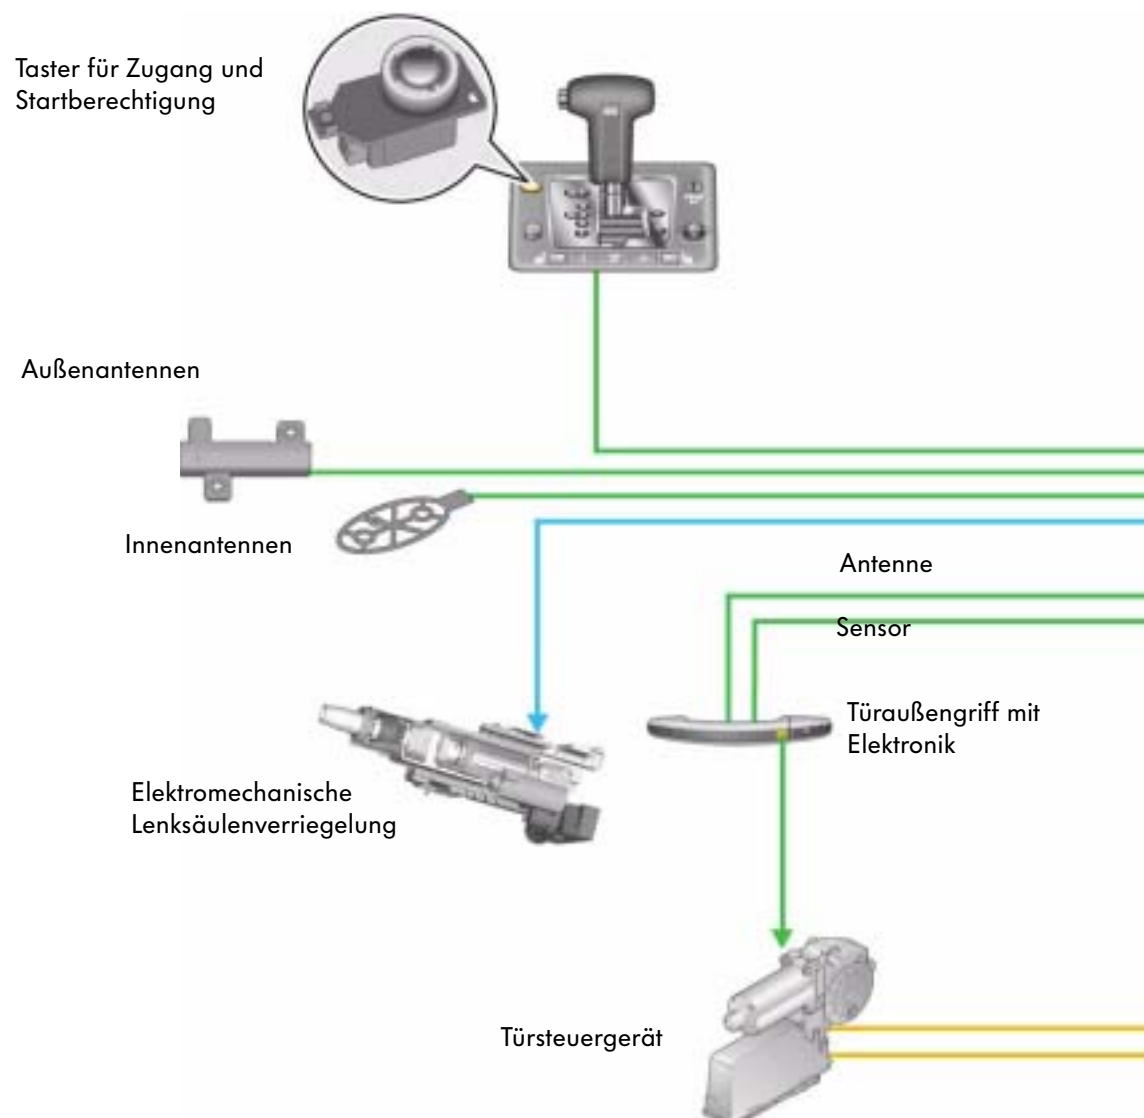 Taster für Zugang und
Startberechtigung
Außenantennen
Innenantennen
Antenne
Sensor
Türaußengriff mit
Elektronik
Elektromechanische
Lenksäulenverriegelung
Türsteuergerät